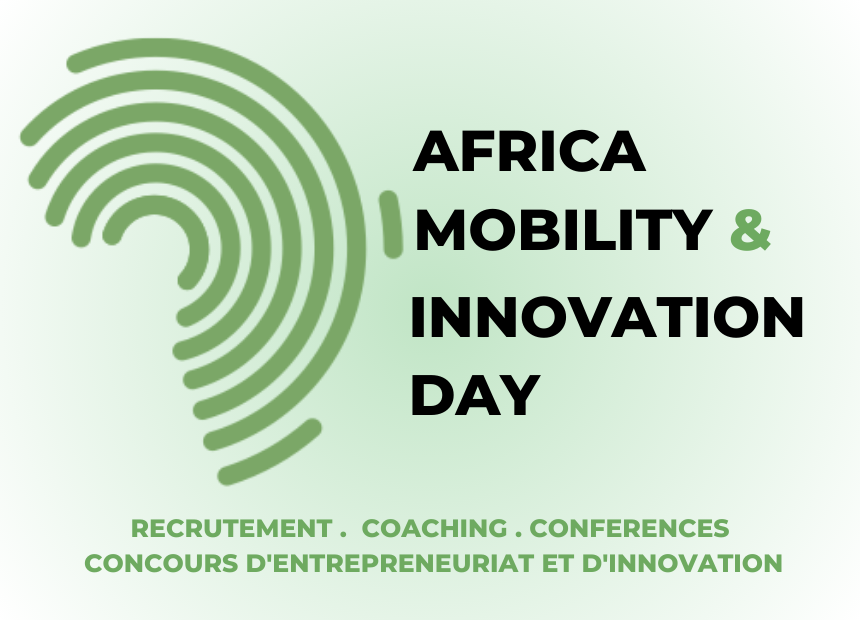 AFRICA
MOBILITY &
INNOVATION
DAY
RECRUTEMENT . COACHING . CONFERENCES
CONCOURS D'ENTREPRENEURIAT ET D'INNOVATION